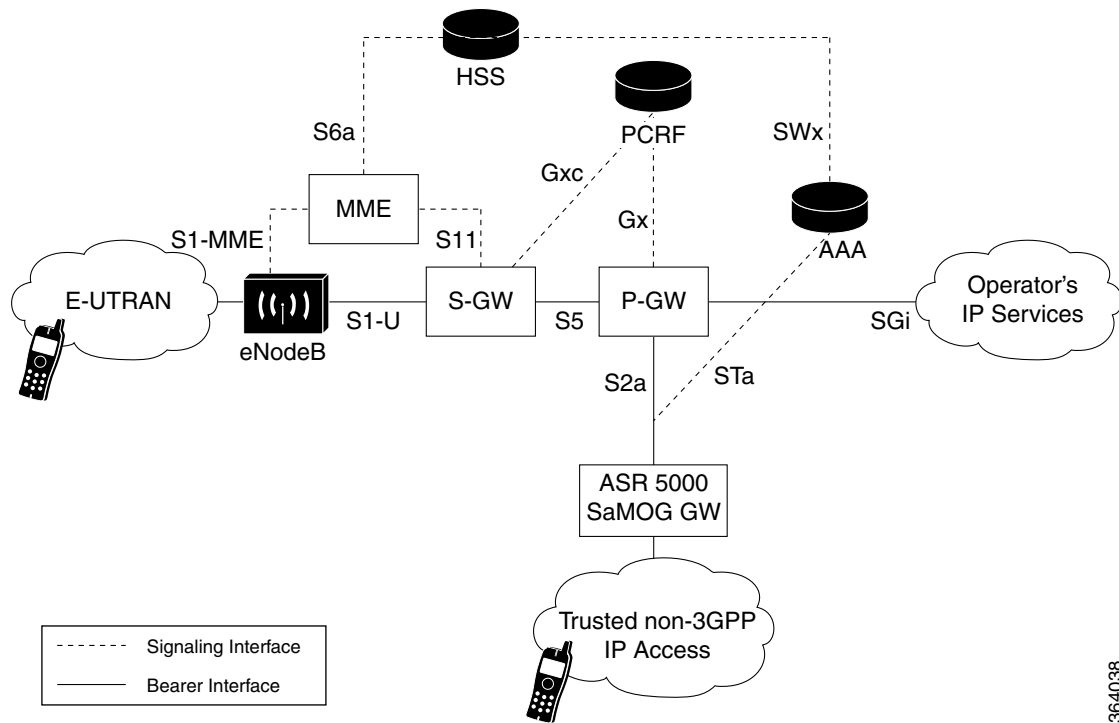 HSS
PCRF
S6a
SWx
Gxc
MME
Gx
S1-MME
S11
AAA
E-UTRAN
S-GW
P-GW
Operator's
IP Services
S1-U
S5
SGi
eNodeB
S2a
STa
ASR 5000
SaMOG GW
Trusted non-3GPP
IP Access
Signaling Interface
Bearer Interface
364038